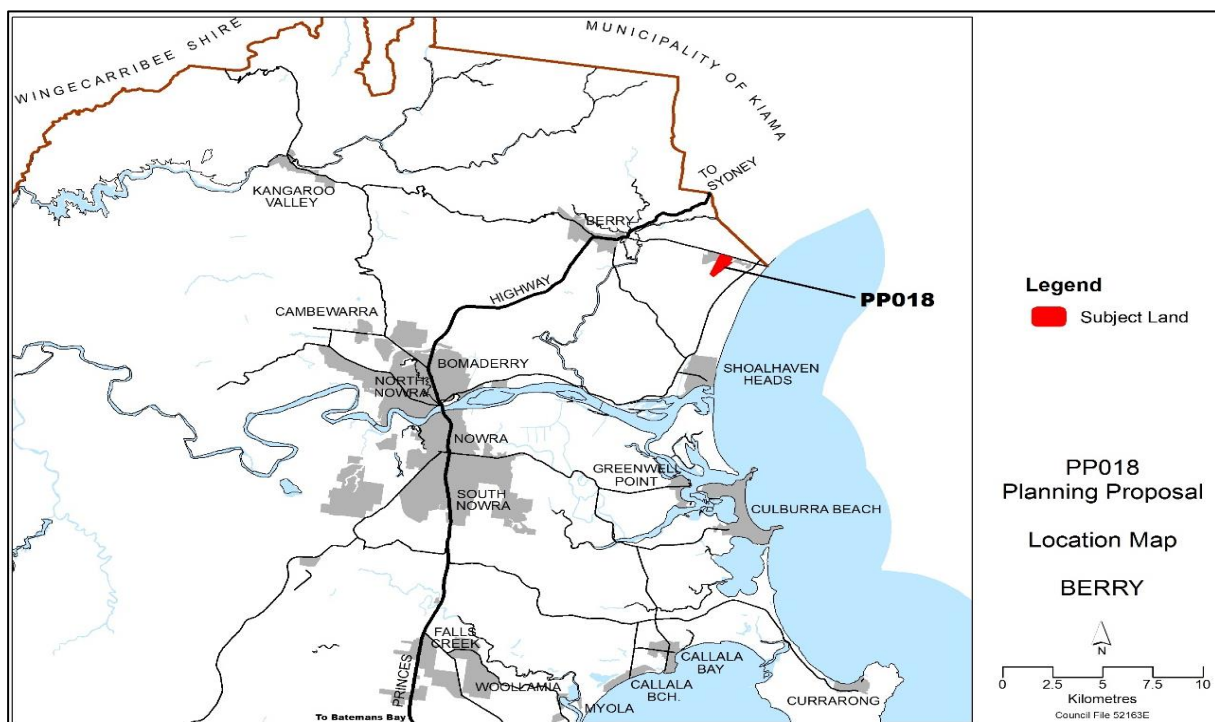 WINGECARRIBEE SHIRE
MUNICIPALITY OF KIAMA
TO
SYDNEY
KANGAROO
VALLEY
BERRY
HIGHWAY
PP018
CAMBEWARRA
BOMADERRY
NORTH
NOWRA
SHOALHAVEN
HEADS
NOWRA
GREENWELL
POINT
SOUTH
NOWRA
CULBURRA BEACH
FALLS
CREEK
PRINCES
WOOLLAMIA
CALLALA
BAY
CALLALA
BCH.
CURRARONG
MYOLA
To Batemans Bay
Legend
Subject Land
PP018
Planning Proposal
Location Map
BERRY
N
0 2.5 5 7.5 10
Kilometres
Council File 52163E